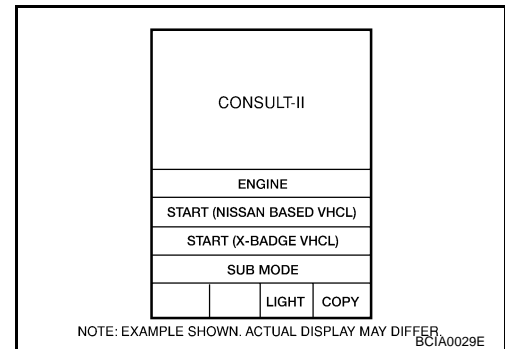 CONSULT-II
ENGINE
START (NISSAN BASED VHCL)
START (X-BADGE VHCL)
SUB MODE
LIGHT COPY
NOTE: EXAMPLE SHOWN. ACTUAL DISPLAY MAY DIFFER.
BCIA0029E